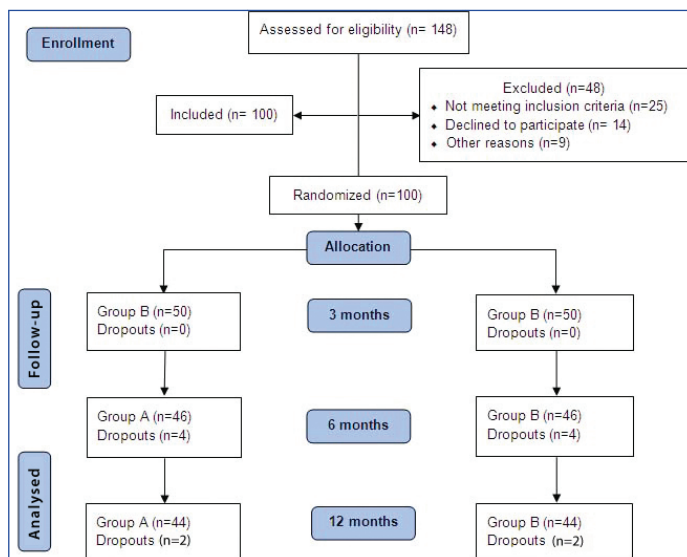 Assessed for eligibility (n= 148)
Enrollment
Excluded (n=48)
♦ Not meeting inclusion criteria (n=25)
♦ Declined to participate (n= 14)
♦ Other reasons (n=9)
Included (n= 100)
Randomized (n=100)
Allocation
Follow-up
Group B (n=50)
Dropouts (n=0)
3 months
Group B (n=50)
Dropouts (n=0)
Group A (n=46)
Dropouts (n=4)
6 months
Group B (n=46)
Dropouts (n=4)
Analysed
Group A (n=44)
Dropouts (n=2)
12 months
Group B (n=44)
Dropouts (n=2)